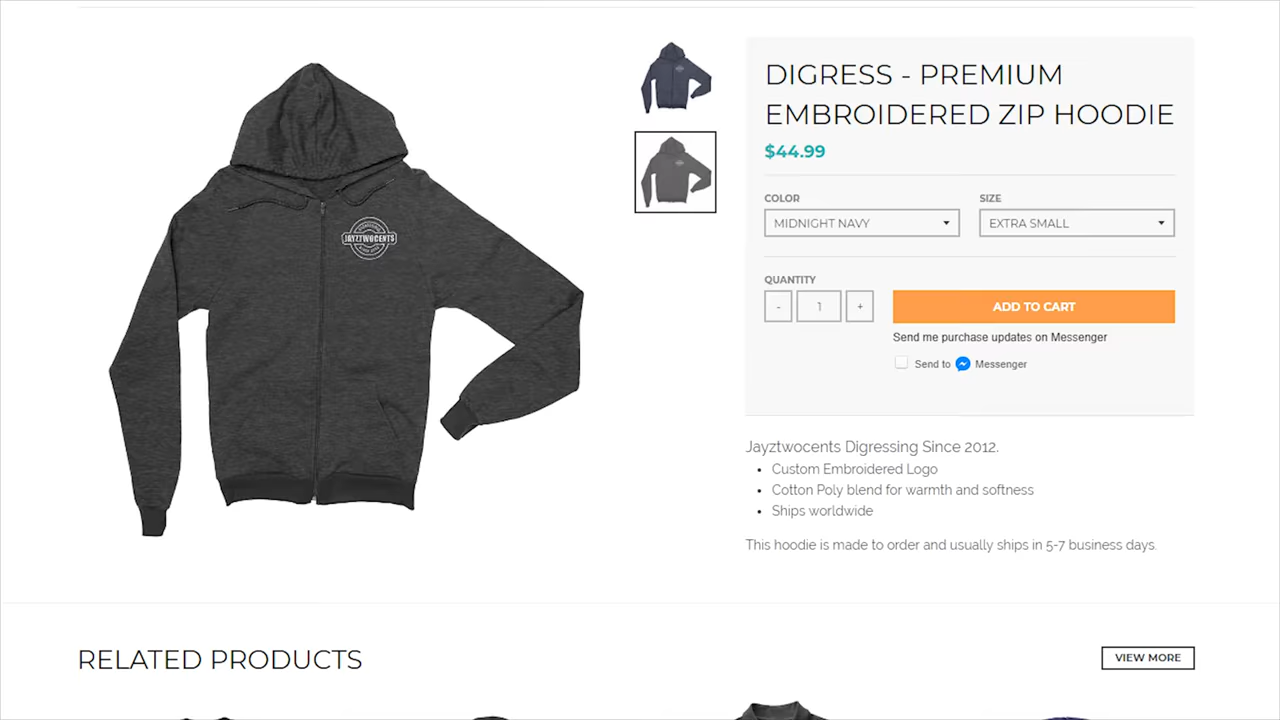 JAYZTWOCENTS
DIGRESS - PREMIUM
EMBROIDERED ZIP HOODIE
$44.99
COLOR
SIZE
MIDNIGHT NAVY
EXTRA SMALL
QUANTITY
- 1 +
ADD TO CART
Send me purchase updates on Messenger
Send to Messenger
Jayztwocents Digressing Since 2012.
• Custom Embroidered Logo
• Cotton Poly blend for warmth and softness
• Ships worldwide
This hoodie is made to order and usually ships in 5-7 business days.
RELATED PRODUCTS
VIEW MORE